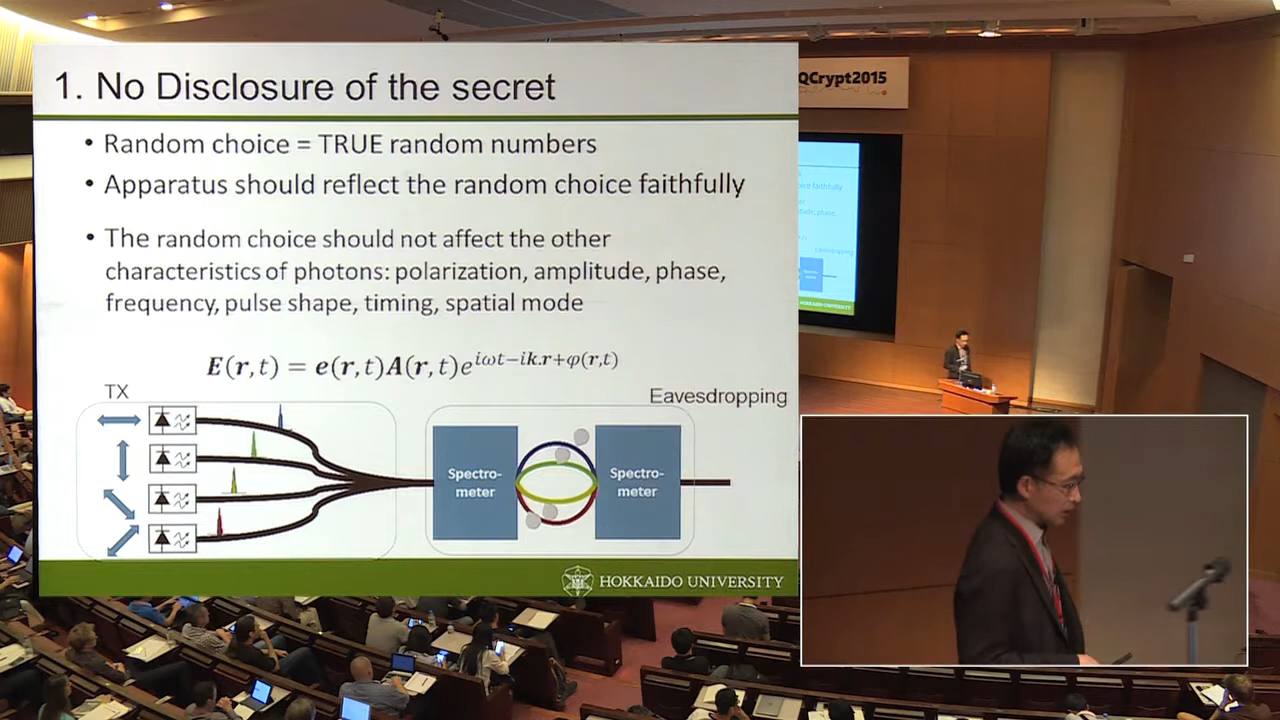 1. No Disclosure of the secret
• Random choice = TRUE random numbers
• Apparatus should reflect the random choice faithfully
• The random choice should not affect the other
characteristics of photons: polarization, amplitude, phase,
frequency, pulse shape, timing, spatial mode
E(r,t) = e(r,t)A(r,t)e^{iωt−ik.r+φ(r,t)}
TX
Eavesdropping
Spectro-
meter
Spectro-
meter
HOKKAIDO UNIVERSITY
QCrypt2015